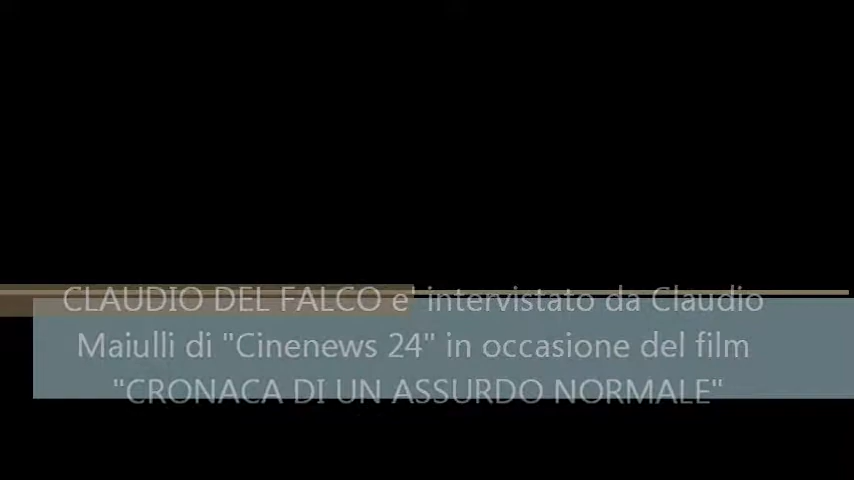 CLAUDIO DEL FALCO e' intervistato da Claudio
Maiulli di "Cinenews 24" in occasione del film
"CRONACA DI UN ASSURDO NORMALE"